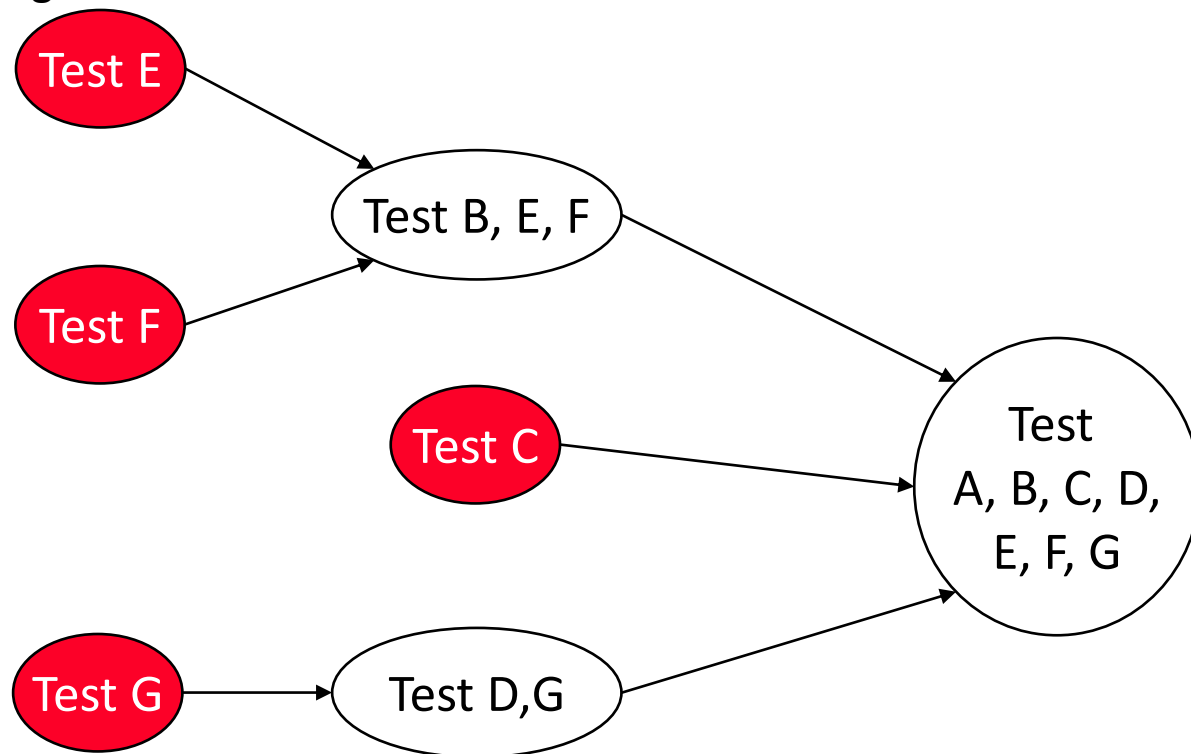 Test E
Test B, E, F
Test F
Test C
Test
A, B, C, D,
E, F, G
Test G
Test D,G